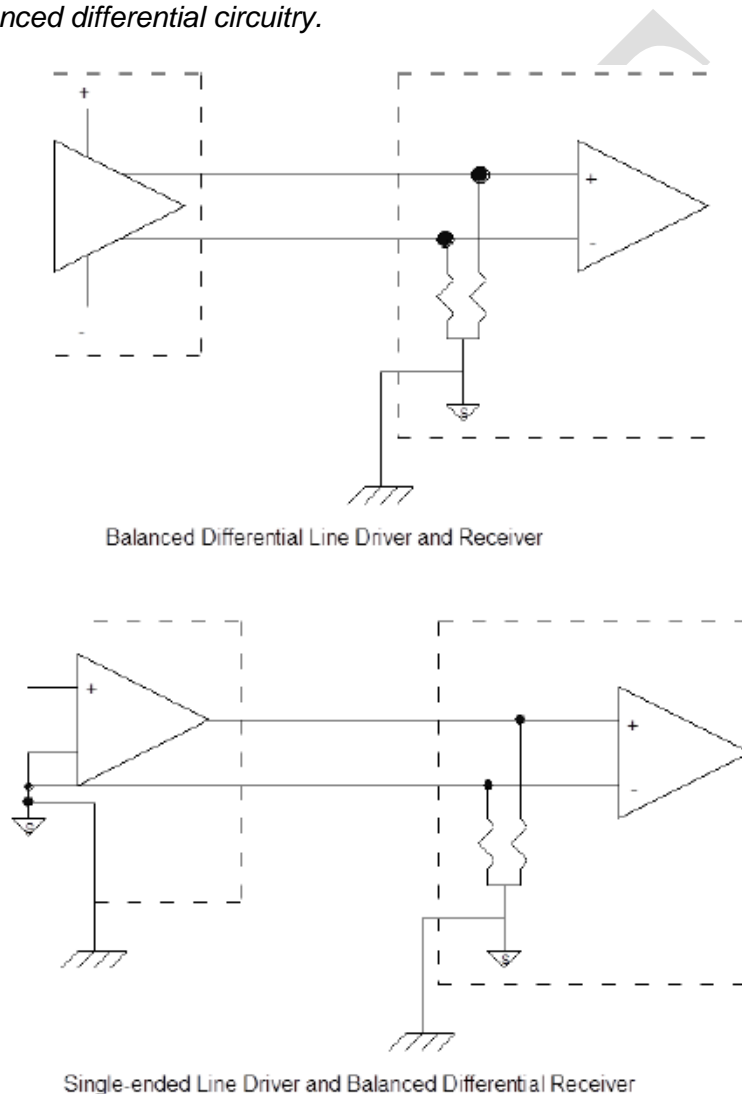 nced differential circuitry.
+
+
-
-
S
Balanced Differential Line Driver and Receiver
+
+
-
S
S
Single-ended Line Driver and Balanced Differential Receiver